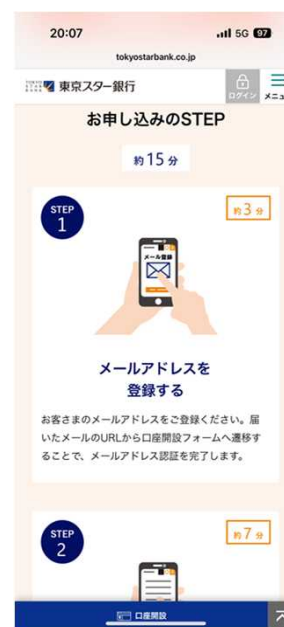 20:07
5G 97
tokyostarbank.co.jp
東京スター銀行
ログイン
メニュ
お申し込みのSTEP
約15分
STEP
1
約3分
メール登録
メールアドレスを
登録する
お客さまのメールアドレスをご登録ください。届
いたメールのURLから口座開設フォームへ遷移す
ることで、メールアドレス認証を完了します。
STEP
2
約7分
口座開設